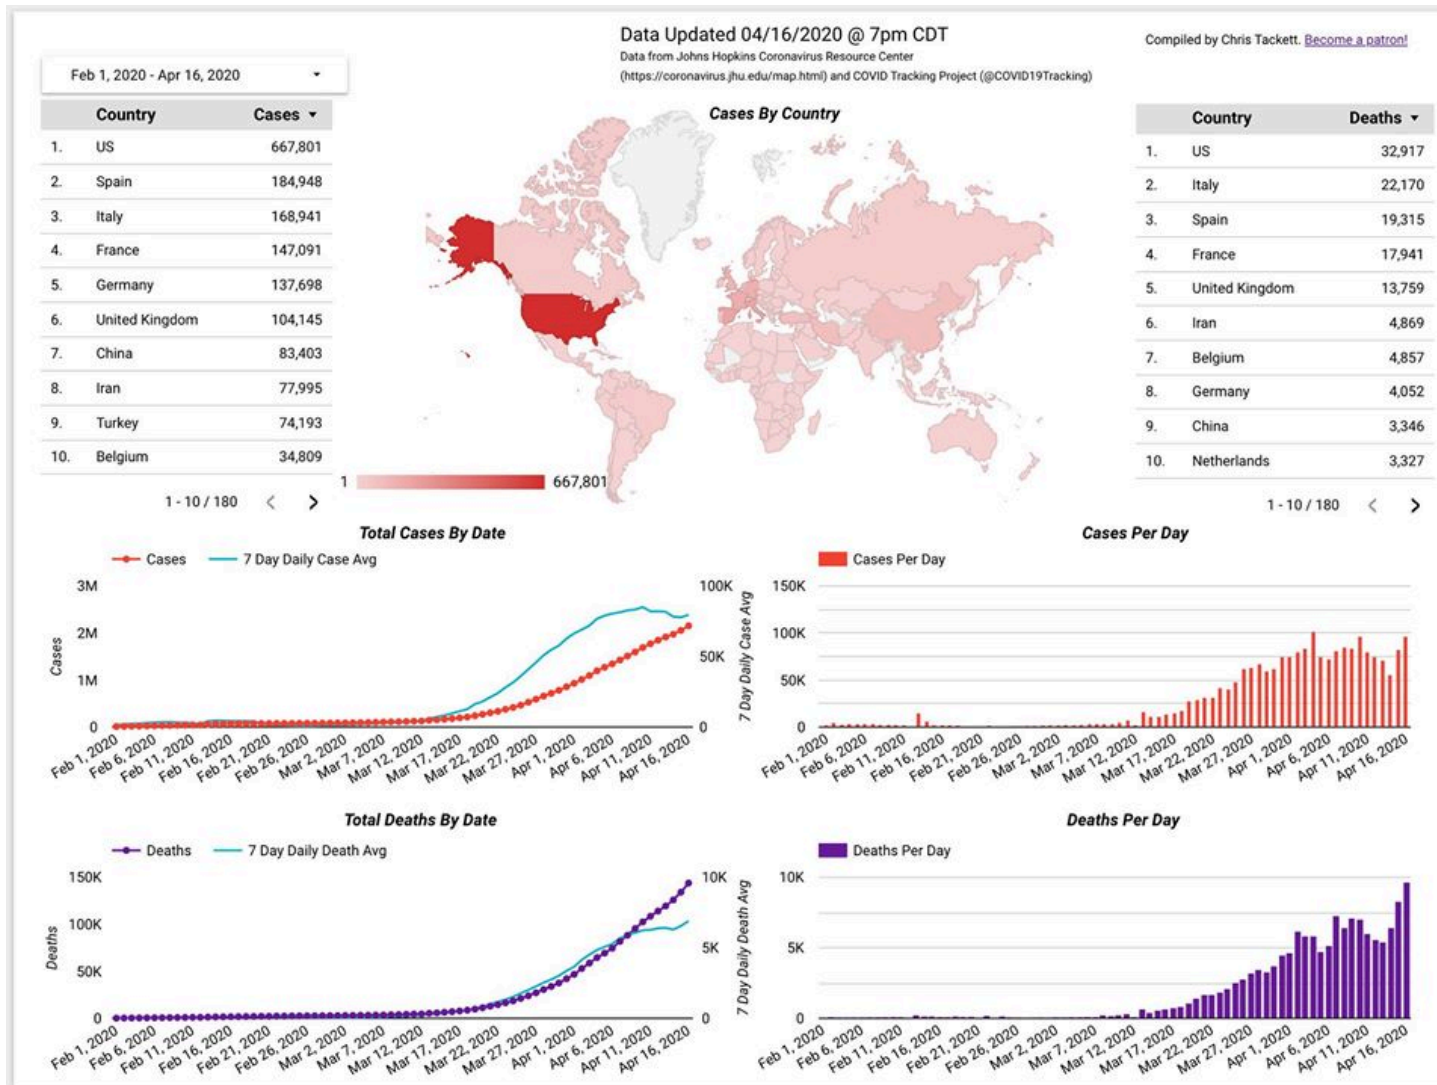 Data Updated 04/16/2020 @ 7pm CDT
Data from Johns Hopkins Coronavirus Resource Center
(https://coronavirus.jhu.edu/map.html) and COVID Tracking Project (@COVID19Tracking)
Compiled by Chris Tackett. Become a patron!
Feb 1, 2020 - Apr 16, 2020
Country Cases
1. US 667,801
2. Spain 184,948
3. Italy 168,941
4. France 147,091
5. Germany 137,698
6. United Kingdom 104,145
7. China 83,403
8. Iran 77,995
9. Turkey 74,193
10. Belgium 34,809
1 - 10 / 180
Cases By Country
1 667,801
Country Deaths
1. US 32,917
2. Italy 22,170
3. Spain 19,315
4. France 17,941
5. United Kingdom 13,759
6. Iran 4,869
7. Belgium 4,857
8. Germany 4,052
9. China 3,346
10. Netherlands 3,327
1 - 10 / 180
Total Cases By Date
Cases 7 Day Daily Case Avg
3M 100K
2M
50K
1M
0 0
Cases
7 Day Daily Case Avg
Feb 1, 2020 Feb 6, 2020 Feb 11, 2020 Feb 16, 2020 Feb 21, 2020 Feb 26, 2020 Mar 2, 2020 Mar 7, 2020 Mar 12, 2020 Mar 17, 2020 Mar 22, 2020 Mar 27, 2020 Apr 1, 2020 Apr 6, 2020 Apr 11, 2020 Apr 16, 2020
Cases Per Day
Cases Per Day
150K
100K
50K
0
Feb 1, 2020 Feb 6, 2020 Feb 11, 2020 Feb 16, 2020 Feb 21, 2020 Feb 26, 2020 Mar 2, 2020 Mar 7, 2020 Mar 12, 2020 Mar 17, 2020 Mar 22, 2020 Mar 27, 2020 Apr 1, 2020 Apr 6, 2020 Apr 11, 2020 Apr 16, 2020
Total Deaths By Date
Deaths 7 Day Daily Death Avg
150K 10K
100K
5K
50K
0 0
Deaths
7 Day Daily Death Avg
Feb 1, 2020 Feb 6, 2020 Feb 11, 2020 Feb 16, 2020 Feb 21, 2020 Feb 26, 2020 Mar 2, 2020 Mar 7, 2020 Mar 12, 2020 Mar 17, 2020 Mar 22, 2020 Mar 27, 2020 Apr 1, 2020 Apr 6, 2020 Apr 11, 2020 Apr 16, 2020
Deaths Per Day
Deaths Per Day
10K
5K
0
Feb 1, 2020 Feb 6, 2020 Feb 11, 2020 Feb 16, 2020 Feb 21, 2020 Feb 26, 2020 Mar 2, 2020 Mar 7, 2020 Mar 12, 2020 Mar 17, 2020 Mar 22, 2020 Mar 27, 2020 Apr 1, 2020 Apr 6, 2020 Apr 11, 2020 Apr 16, 2020